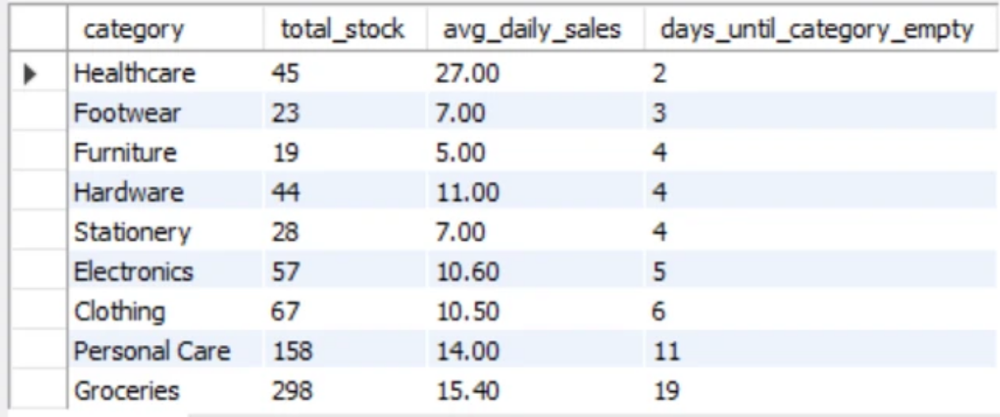 category total_stock avg_daily_sales days_until_category_empty
Healthcare 45 27.00 2
Footwear 23 7.00 3
Furniture 19 5.00 4
Hardware 44 11.00 4
Stationery 28 7.00 4
Electronics 57 10.60 5
Clothing 67 10.50 6
Personal Care 158 14.00 11
Groceries 298 15.40 19